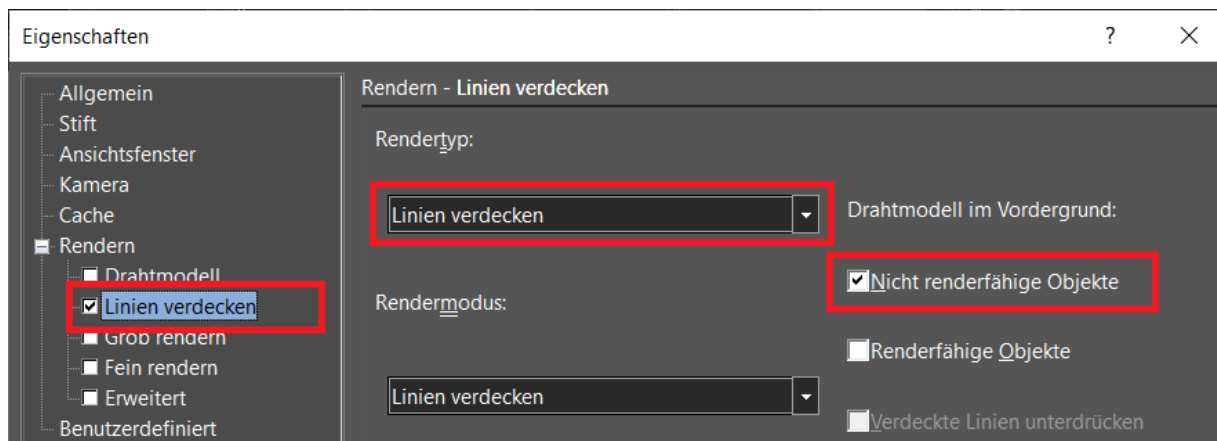 Eigenschaften
?
Allgemein
Stift
Ansichtsfenster
Kamera
Cache
Rendern
Drahtmodell
Linien verdecken
Grob rendern
Fein rendern
Erweitert
Benutzerdefiniert
Rendern - Linien verdecken
Rendertyp:
Linien verdecken
Rendermodus:
Linien verdecken
Drahtmodell im Vordergrund:
Nicht renderfähige Objekte
Renderfähige Objekte
Verdeckte Linien unterdrücken